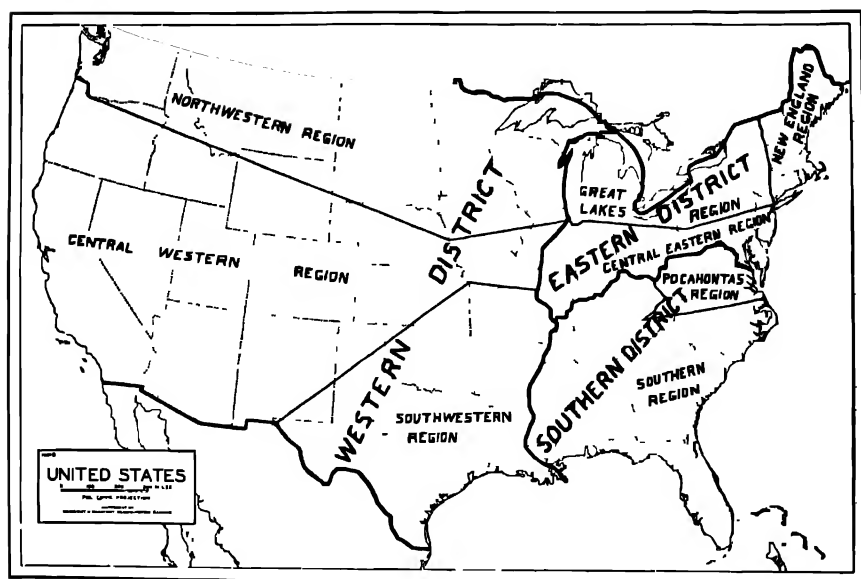 NORTHWESTERN REGION
NEW ENGLAND
REGION
GREAT
LAKES
REGION
EASTERN DISTRICT
CENTRAL EASTERN REGION
POCAHONTAS
REGION
CENTRAL WESTERN REGION
WESTERN DISTRICT
SOUTHERN DISTRICT
SOUTHERN
REGION
SOUTHWESTERN
REGION
UNITED STATES